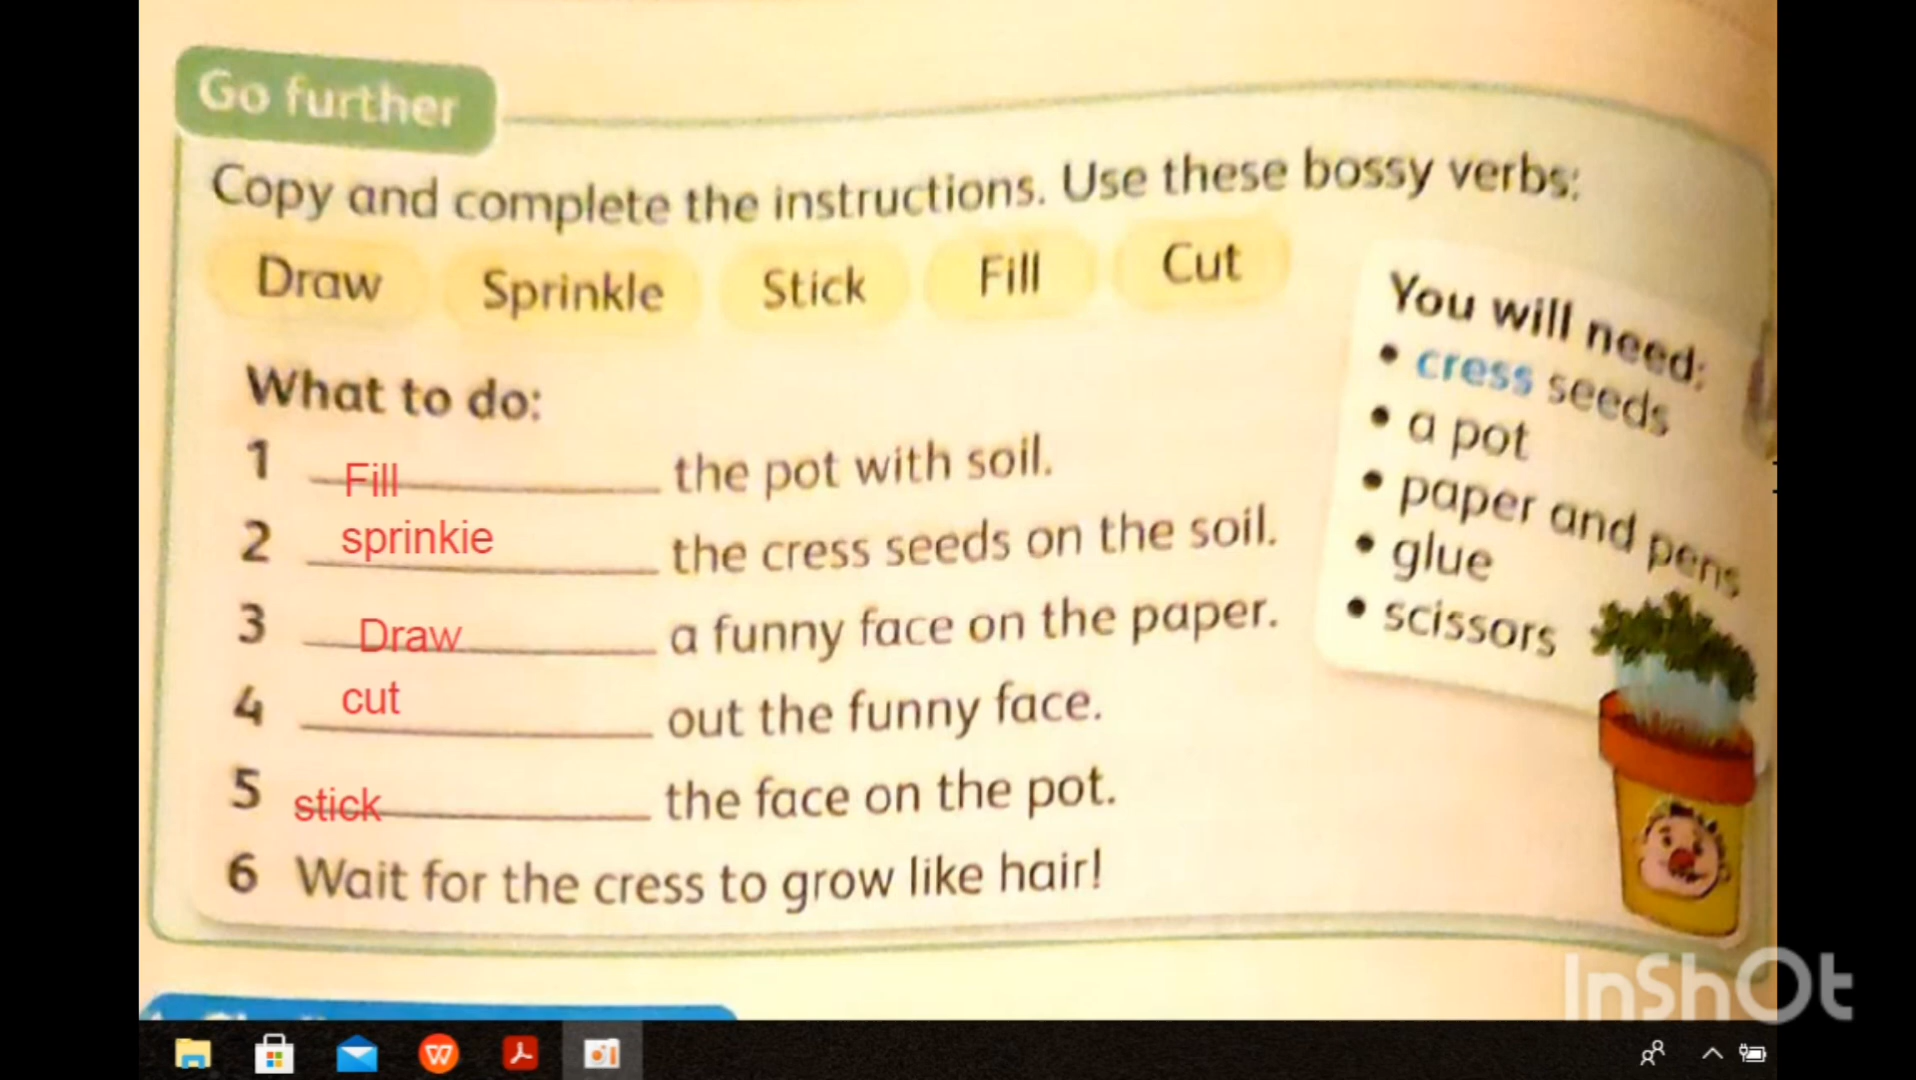 Go further
Copy and complete the instructions. Use these bossy verbs:
Draw Sprinkle Stick Fill Cut
You will need:
• cress seeds
• a pot
• paper and pens
• glue
• scissors
What to do:
1 Fill the pot with soil.
2 sprinkie the cress seeds on the soil.
3 Draw a funny face on the paper.
4 cut out the funny face.
5 stick the face on the pot.
6 Wait for the cress to grow like hair!
InShOt